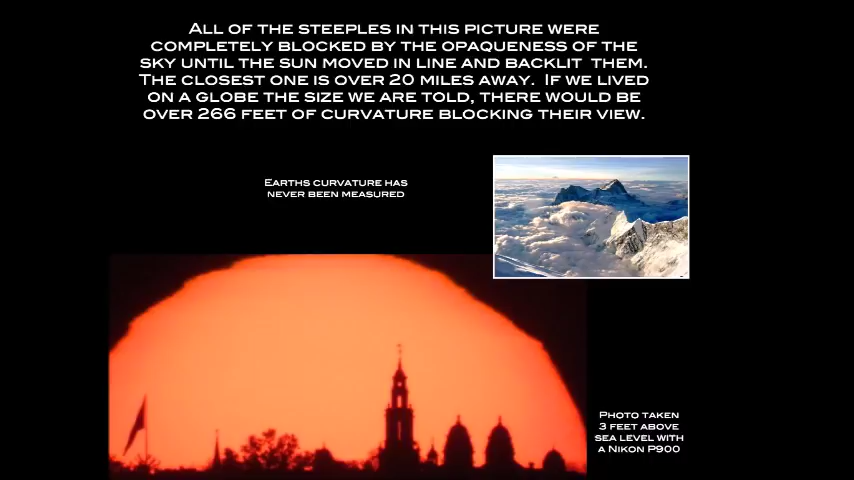 ALL OF THE STEEPLES IN THIS PICTURE WERE
COMPLETELY BLOCKED BY THE OPAQUENESS OF THE
SKY UNTIL THE SUN MOVED IN LINE AND BACKLIT THEM.
THE CLOSEST ONE IS OVER 20 MILES AWAY. IF WE LIVED
ON A GLOBE THE SIZE WE ARE TOLD, THERE WOULD BE
OVER 266 FEET OF CURVATURE BLOCKING THEIR VIEW.
EARTHS CURVATURE HAS
NEVER BEEN MEASURED
PHOTO TAKEN
3 FEET ABOVE
SEA LEVEL WITH
A NIKON P900